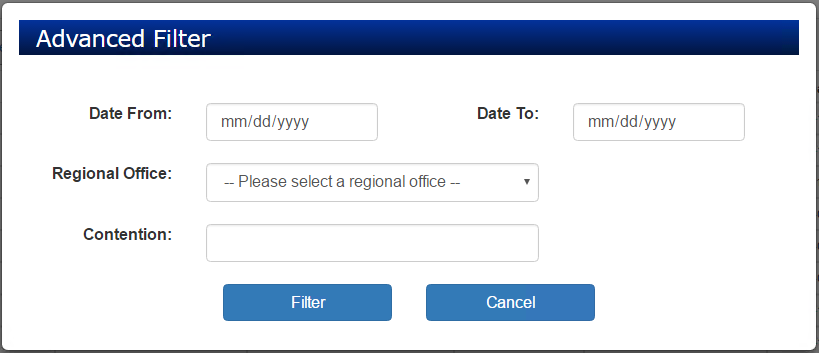 Advanced Filter
Date From: mm/dd/yyyy Date To: mm/dd/yyyy
Regional Office: -- Please select a regional office --
Contention:
Filter Cancel